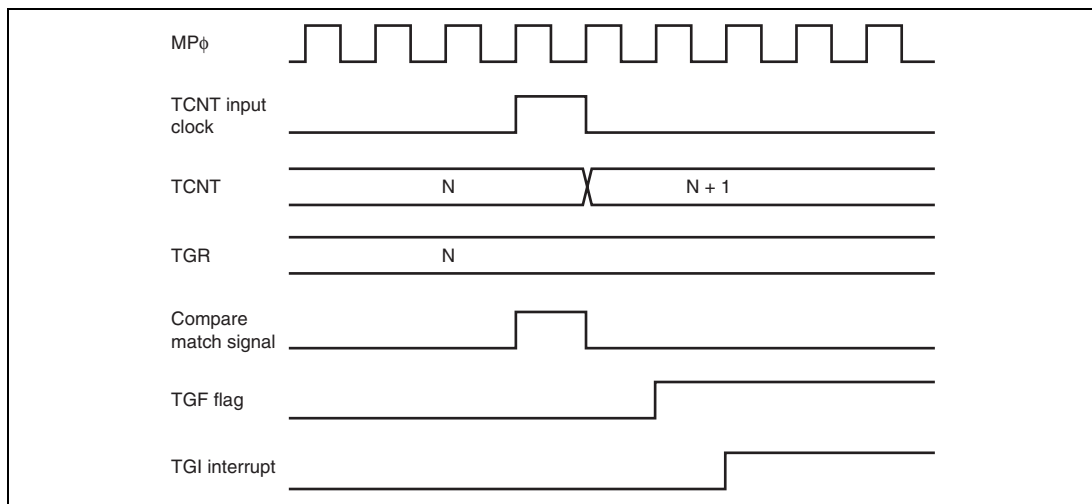 MPϕ
TCNT input
clock
TCNT
N
N + 1
TGR
N
Compare
match signal
TGF flag
TGI interrupt